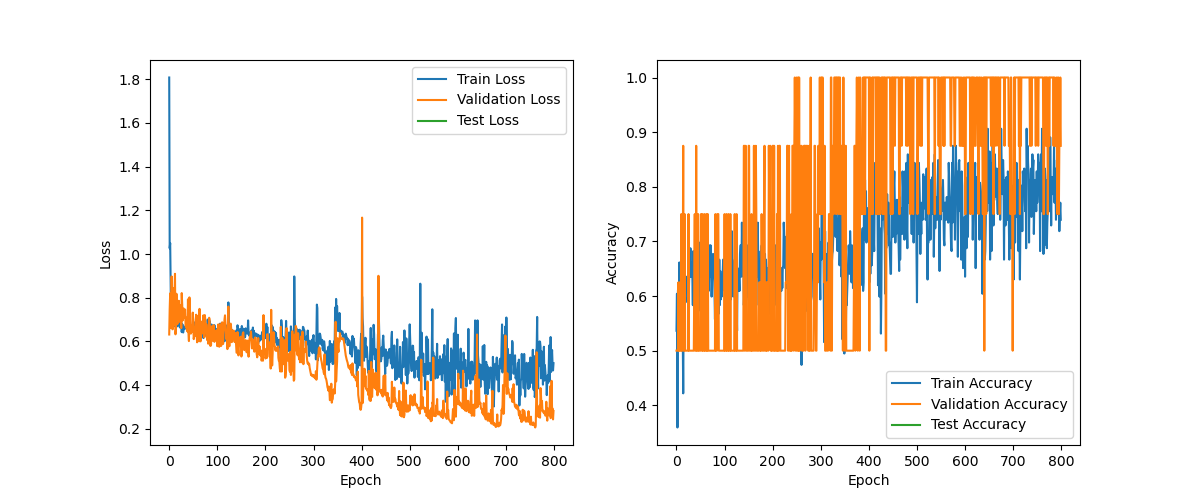 1.8
1.6
1.4
1.2
1.0
0.8
0.6
0.4
0.2
0 100 200 300 400 500 600 700 800
Epoch
Loss
Train Loss
Validation Loss
Test Loss
1.0
0.9
0.8
0.7
0.6
0.5
0.4
0 100 200 300 400 500 600 700 800
Epoch
Accuracy
Train Accuracy
Validation Accuracy
Test Accuracy